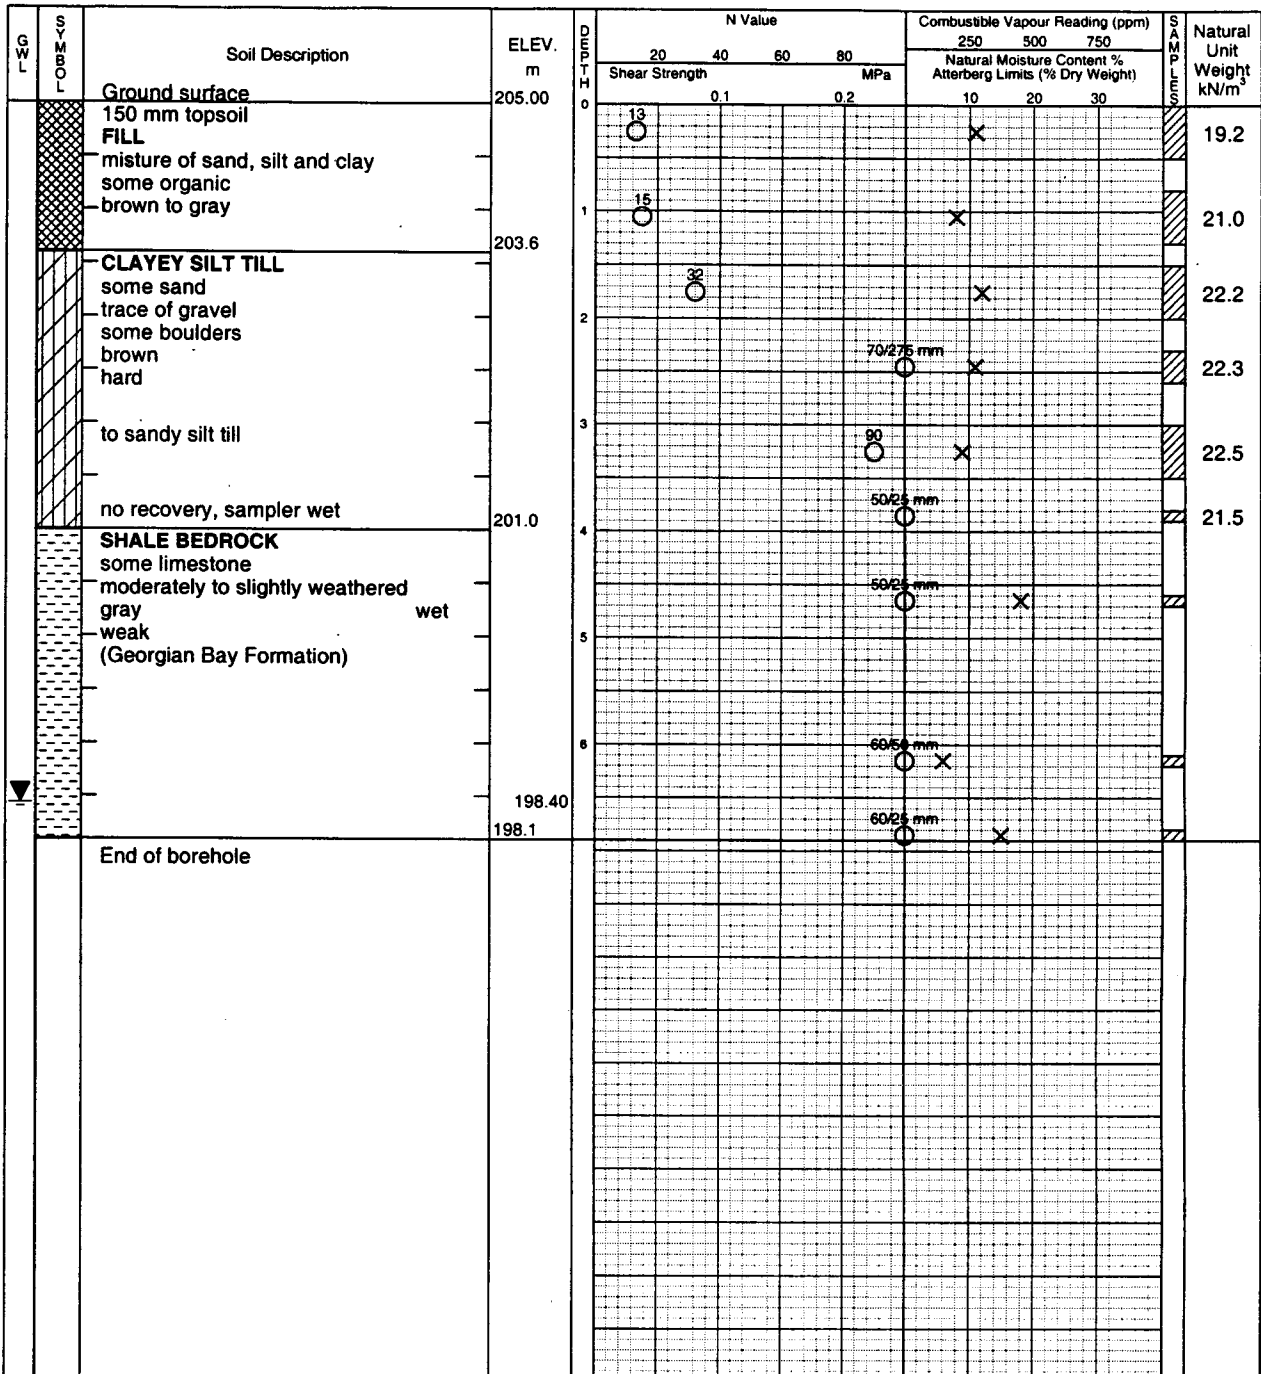 GWL
SYMBOL
Soil Description
ELEV.
m
DEPTH
N Value
20 40 60 80
Shear Strength MPa
0.1 0.2
Combustible Vapour Reading (ppm)
250 500 750
Natural Moisture Content %
Atterberg Limits (% Dry Weight)
10 20 30
SAMPLES
Natural
Unit
Weight
kN/m³
Ground surface 205.00 0
150 mm topsoil 13 19.2
FILL
misture of sand, silt and clay
some organic
brown to gray 1 15 21.0
203.6
CLAYEY SILT TILL
some sand 32 22.2
trace of gravel
some boulders 2
brown 70/275 mm 22.3
hard
3
to sandy silt till 90 22.5
no recovery, sampler wet 50/25 mm 21.5
201.0 4
SHALE BEDROCK
some limestone
moderately to slightly weathered 50/25 mm
gray wet
weak 5
(Georgian Bay Formation)
6 60/50 mm
198.40
60/25 mm
198.1
End of borehole